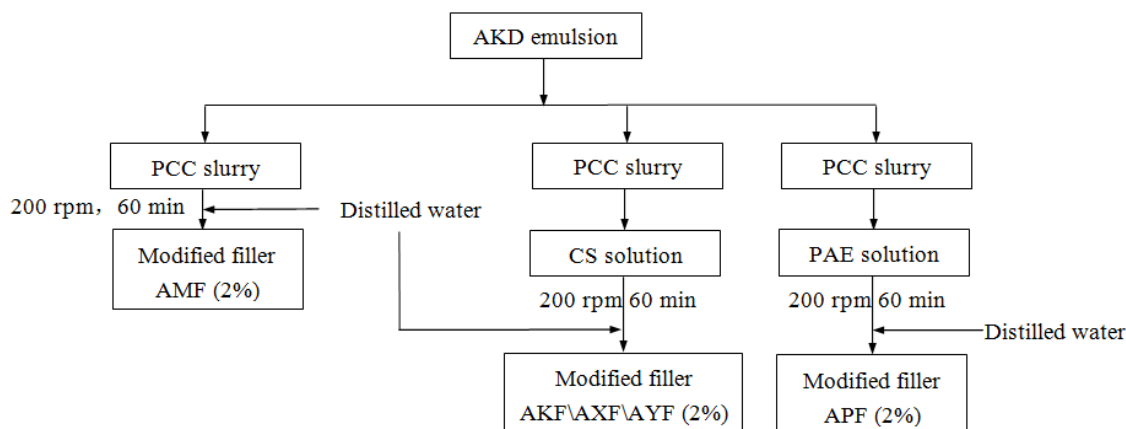 AKD emulsion
PCC slurry
PCC slurry
PCC slurry
200 rpm，60 min
Distilled water
Modified filler
AMF (2%)
CS solution
PAE solution
200 rpm 60 min
200 rpm 60 min
Distilled water
Modified filler
AKF\AXF\AYF (2%)
Modified filler
APF (2%)